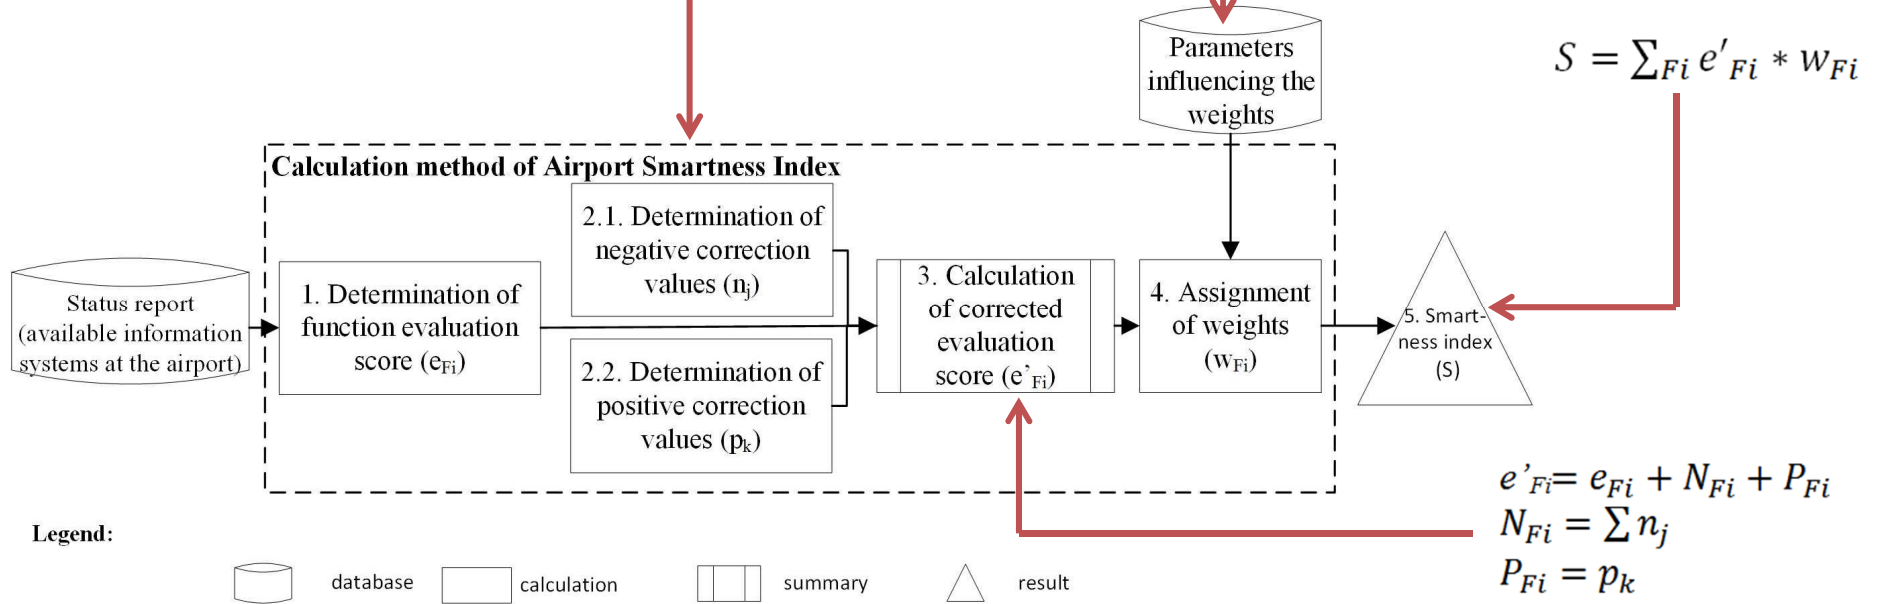 Parameters
influencing the
weights
S = ∑Fi e′Fi * wFi
Calculation method of Airport Smartness Index
Status report
(available information
systems at the airport)
1. Determination of
function evaluation
score (eFi)
2.1. Determination of
negative correction
values (nj)
2.2. Determination of
positive correction
values (pk)
3. Calculation
of corrected
evaluation
score (e’Fi)
4. Assignment
of weights
(wFi)
5. Smart-
ness index
(S)
e’Fi= eFi + NFi + PFi
NFi = ∑ nj
PFi = pk
Legend:
database
calculation
summary
result